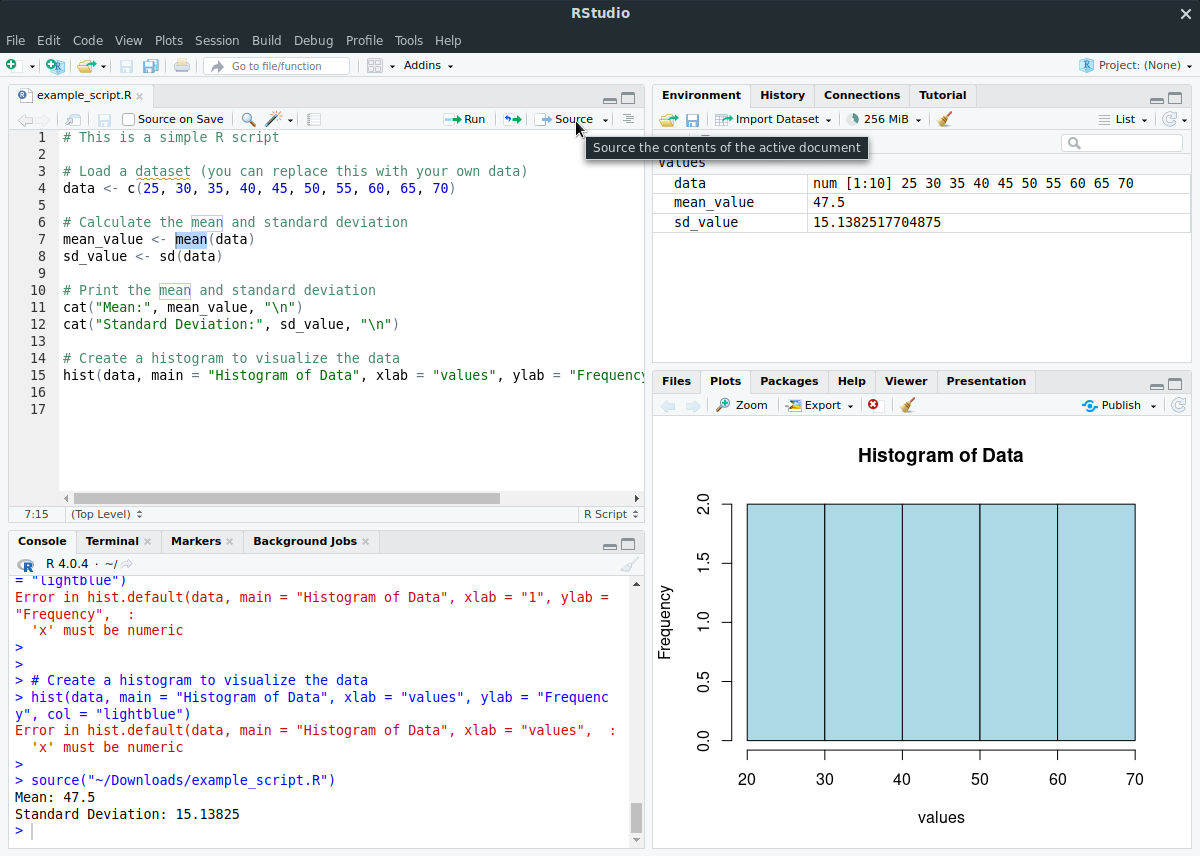 RStudio
File Edit Code View Plots Session Build Debug Profile Tools Help
Go to file/function Addins Project: (None)
example_script.R
Source on Save Run Source
1 # This is a simple R script
2
3 # Load a dataset (you can replace this with your own data)
4 data <- c(25, 30, 35, 40, 45, 50, 55, 60, 65, 70)
5
6 # Calculate the mean and standard deviation
7 mean_value <- mean(data)
8 sd_value <- sd(data)
9
10 # Print the mean and standard deviation
11 cat("Mean:", mean_value, "\n")
12 cat("Standard Deviation:", sd_value, "\n")
13
14 # Create a histogram to visualize the data
15 hist(data, main = "Histogram of Data", xlab = "values", ylab = "Frequency
16
17
7:15 (Top Level) R Script
Console Terminal Markers Background Jobs
R 4.0.4 · ~/
= "lightblue")
Error in hist.default(data, main = "Histogram of Data", xlab = "1", ylab =
"Frequency", :
'x' must be numeric
>
>
> # Create a histogram to visualize the data
> hist(data, main = "Histogram of Data", xlab = "values", ylab = "Frequenc
y", col = "lightblue")
Error in hist.default(data, main = "Histogram of Data", xlab = "values", :
'x' must be numeric
>
> source("~/Downloads/example_script.R")
Mean: 47.5
Standard Deviation: 15.13825
>
Environment History Connections Tutorial
Import Dataset 256 MiB List
Source the contents of the active document
values
data num [1:10] 25 30 35 40 45 50 55 60 65 70
mean_value 47.5
sd_value 15.1382517704875
Files Plots Packages Help Viewer Presentation
Zoom Export Publish
Histogram of Data
Frequency
2.0
1.5
1.0
0.5
0.0
20 30 40 50 60 70
values